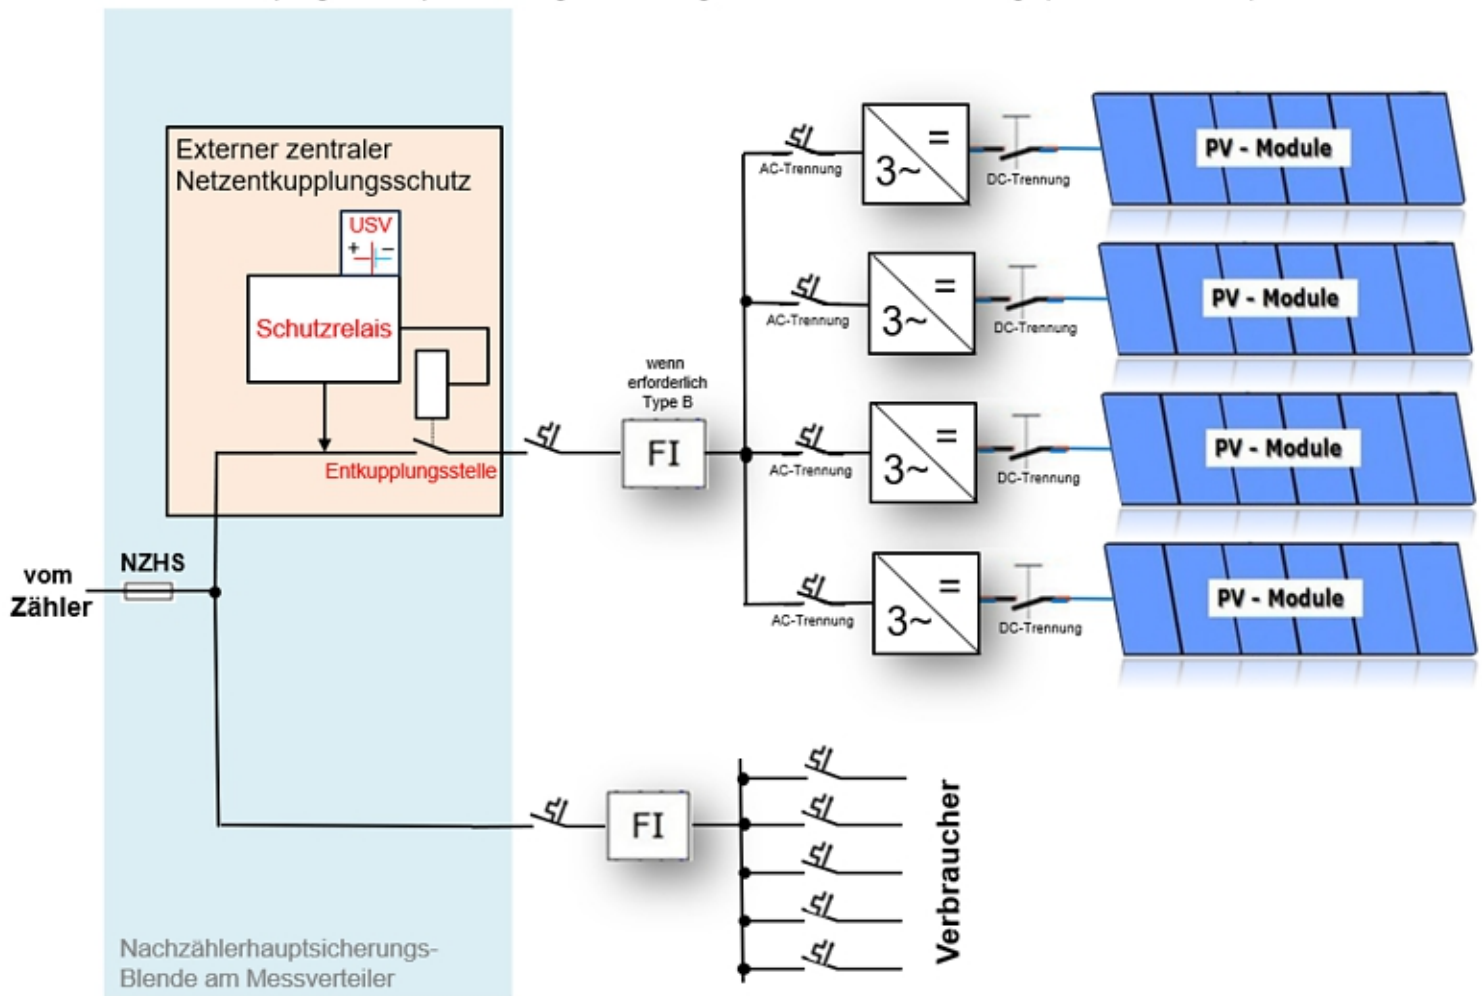 Externer zentraler
Netzentkupplungsschutz
USV
+ –
Schutzrelais
Entkupplungsstelle
wenn
erforderlich
Type B
FI
AC-Trennung
3~
=
DC-Trennung
PV - Module
AC-Trennung
3~
=
DC-Trennung
PV - Module
AC-Trennung
3~
=
DC-Trennung
PV - Module
AC-Trennung
3~
=
DC-Trennung
PV - Module
vom
Zähler
NZHS
FI
Verbraucher
Nachzählerhauptsicherungs-
Blende am Messverteiler